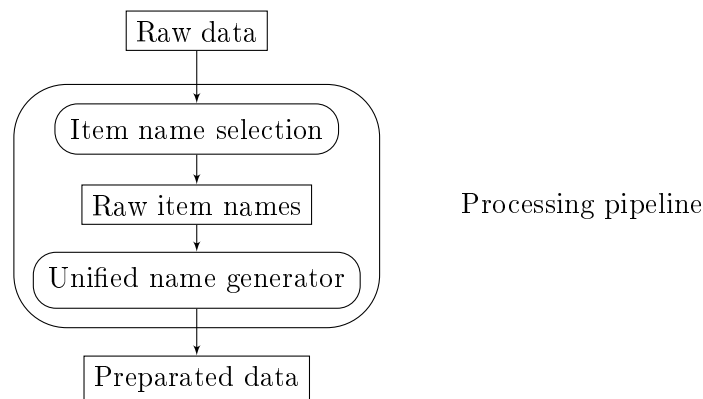 Raw data
Item name selection
Raw item names
Processing pipeline
Unified name generator
Preparated data